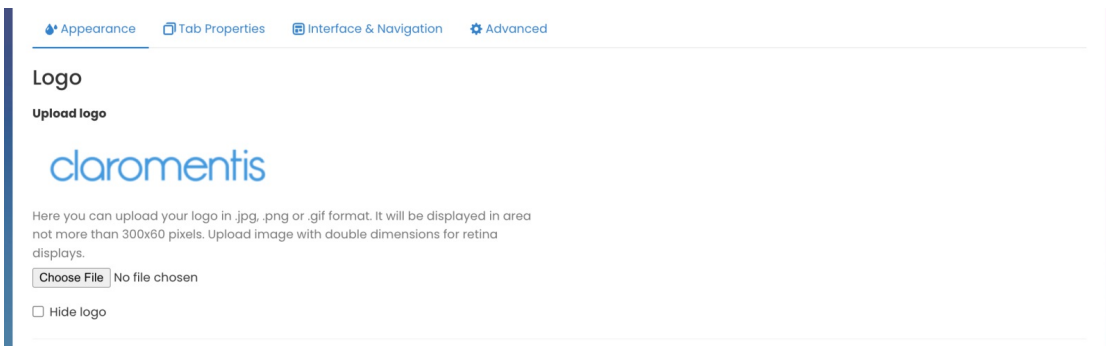 Appearance Tab Properties Interface & Navigation Advanced
Logo
Upload logo
claromentis
Here you can upload your logo in .jpg, .png or .gif format. It will be displayed in area
not more than 300x60 pixels. Upload image with double dimensions for retina
displays.
Choose File No file chosen
Hide logo